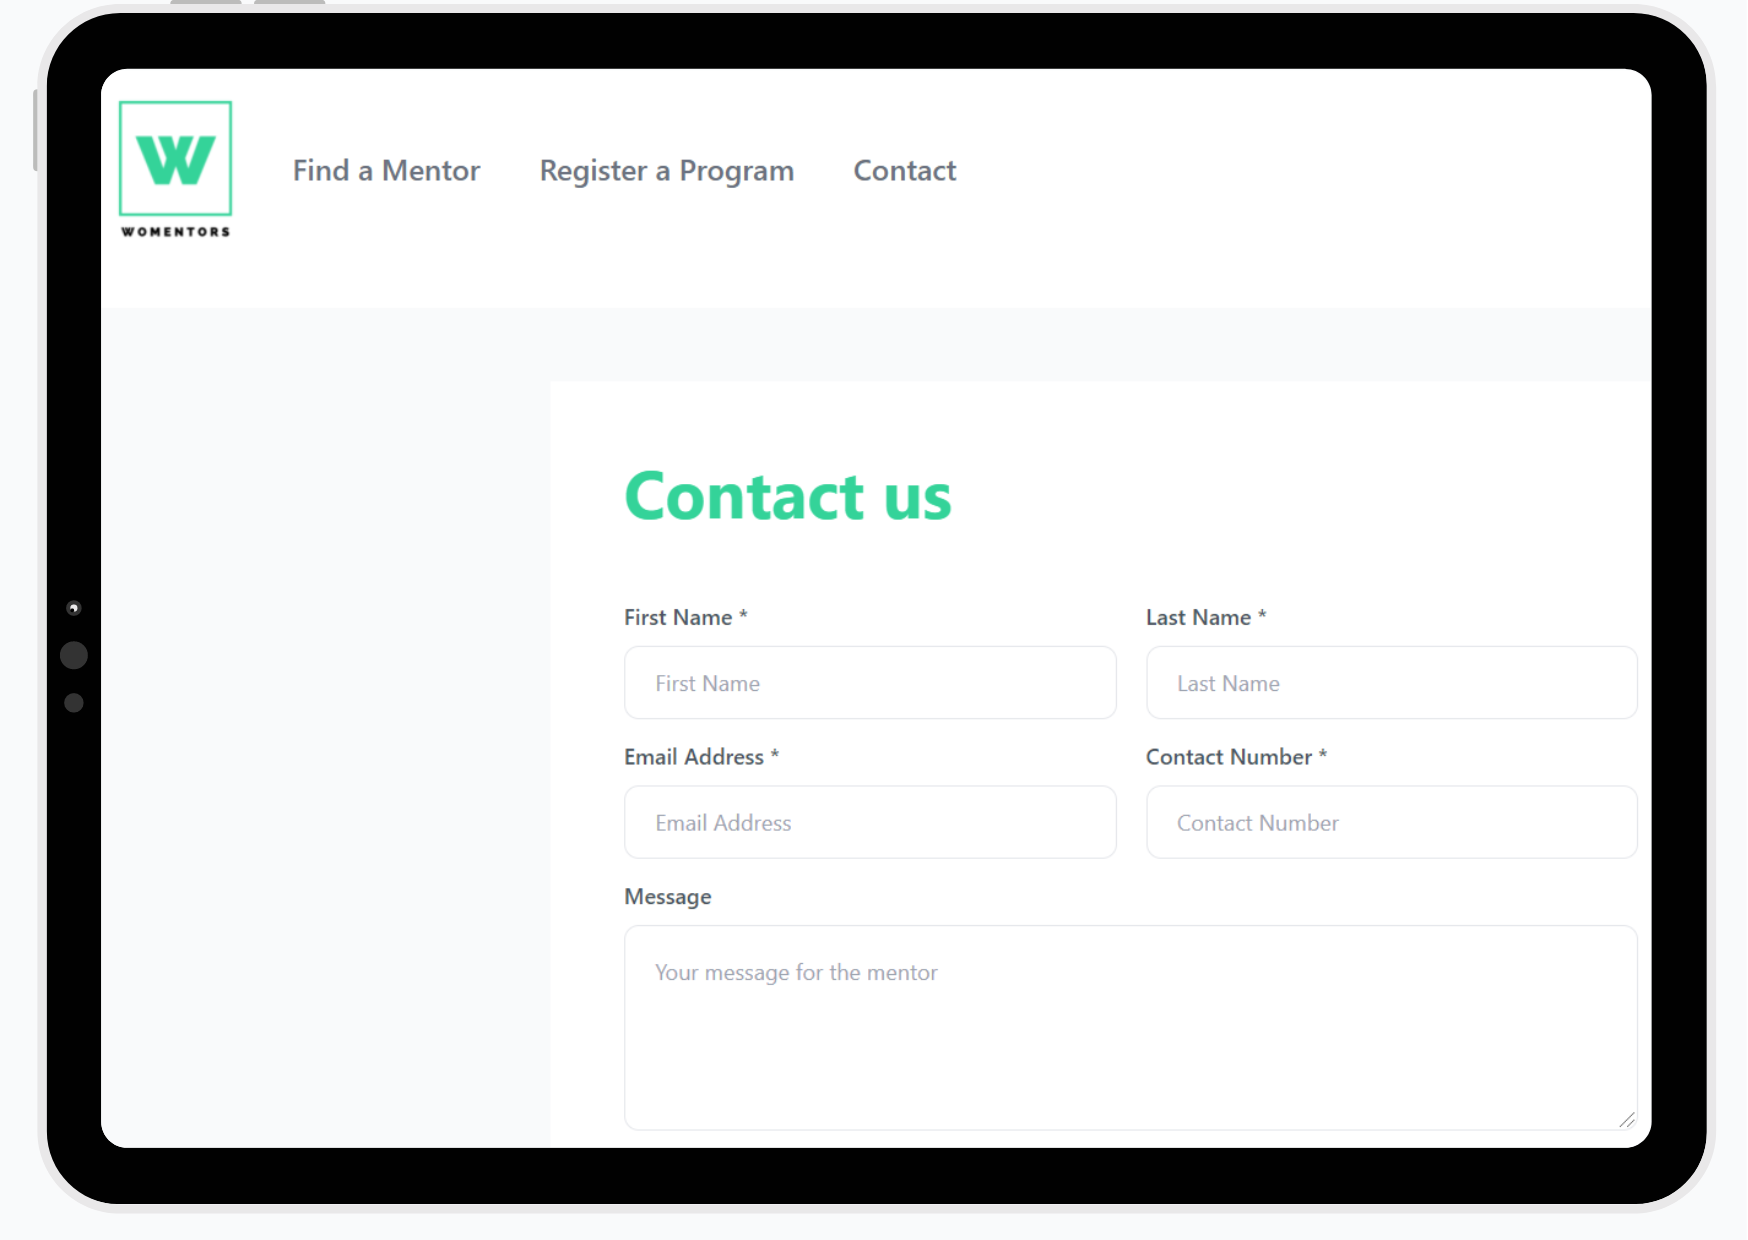 W
WOMENTORS
Find a Mentor Register a Program Contact
Contact us
First Name * Last Name *
First Name Last Name
Email Address * Contact Number *
Email Address Contact Number
Message
Your message for the mentor